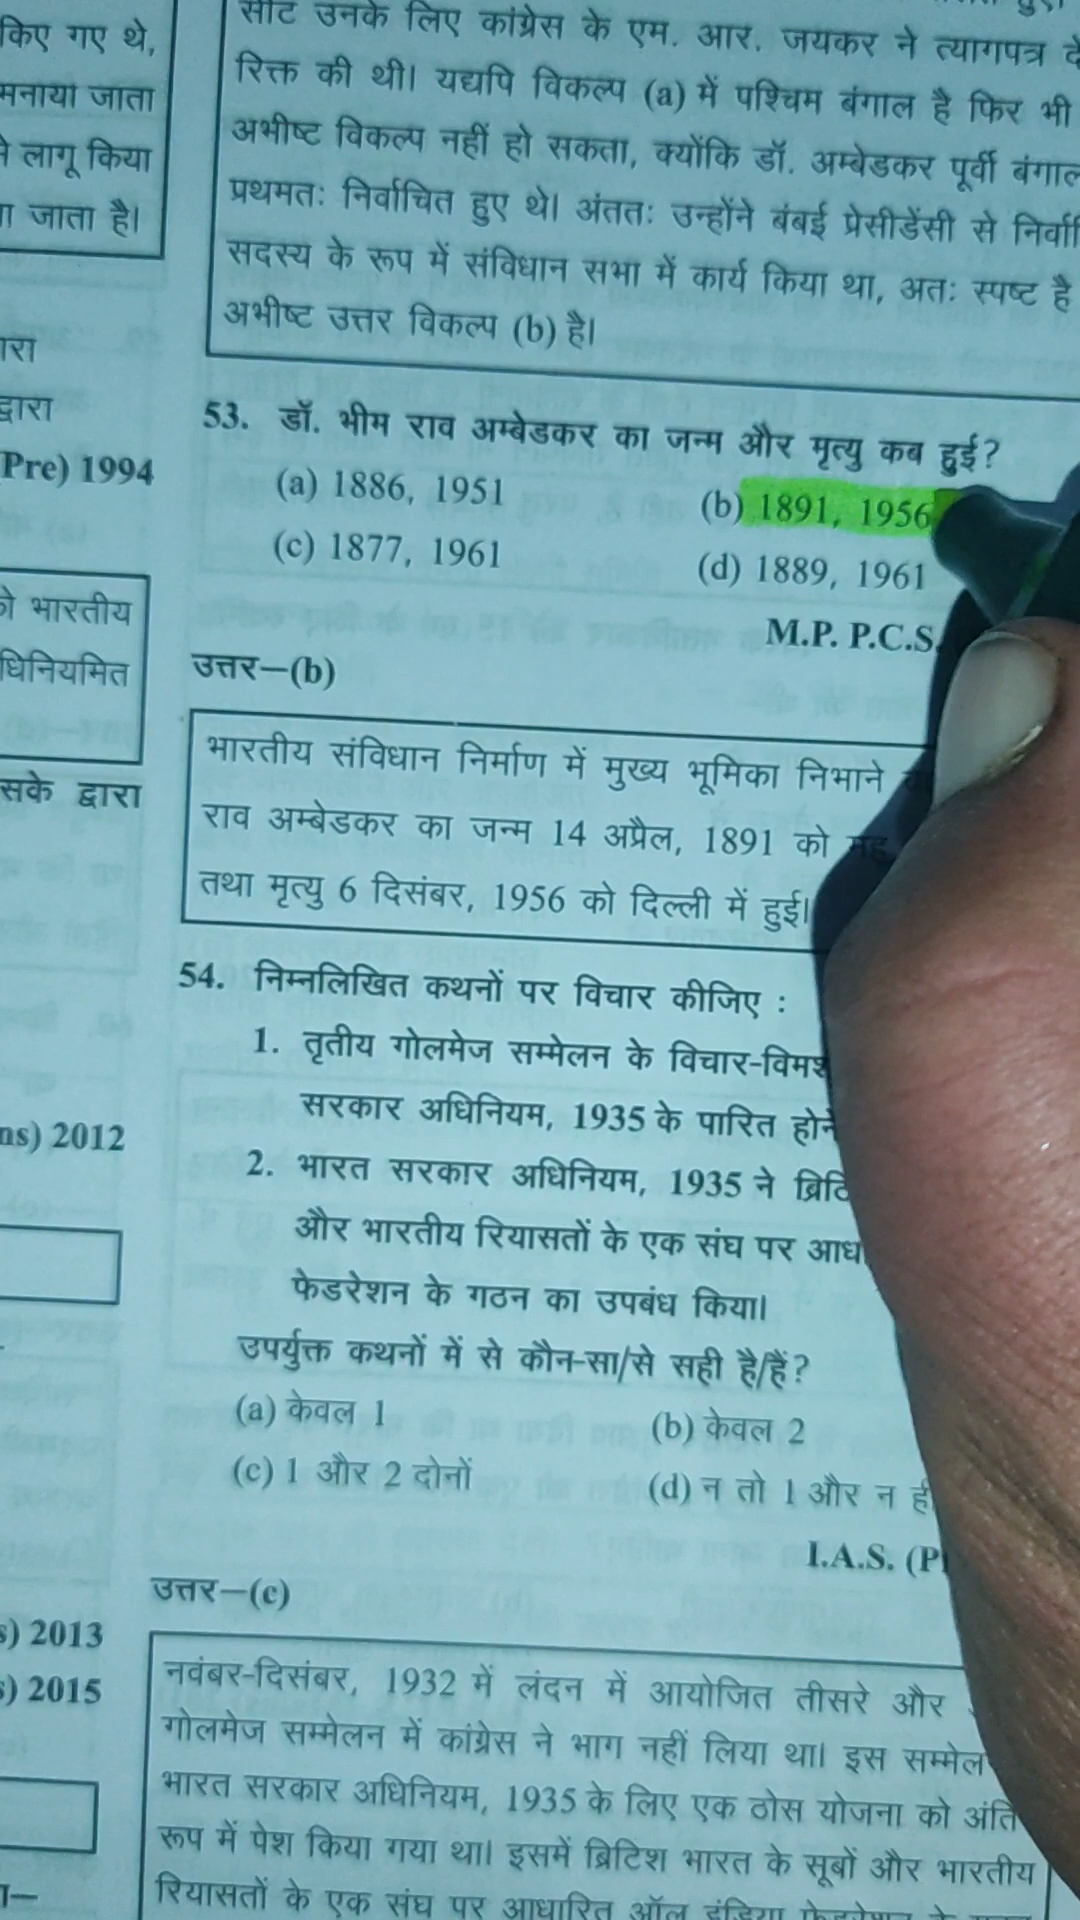 किए गए थे,
मनाया जाता
लागू किया
जाता है।
द्वारा
Pre) 1994
भारतीय
सके द्वारा
2012
2013
2015
सीट उनके लिए कांग्रेस के एम. आर. जयकर ने त्यागपत्र
रिक्त की थी। यद्यपि विकल्प (a) में पश्चिम बंगाल है फिर भी
अभीष्ट विकल्प नहीं हो सकता, क्योंकि डॉ. अम्बेडकर पूर्वी
प्रथमतः निर्वाचित हुए थे। अंततः उन्होंने बंबई प्रेसीडेंसी से
सदस्य के रूप में संविधान सभा में कार्य किया था, अतः स्पष्ट है
अभीष्ट उत्तर विकल्प (b) है।
53. डॉ. भीम राव अम्बेडकर का जन्म और मृत्यु कब हुई?
(a) 1886, 1951 (b) 1891, 1956
(c) 1877, 1961 (d) 1889, 1961
M.P. P.C.S.
उत्तर–(b)
भारतीय संविधान निर्माण में मुख्य भूमिका निभाने
राव अम्बेडकर का जन्म 14 अप्रैल, 1891 को
तथा मृत्यु 6 दिसंबर, 1956 को दिल्ली में हुई।
54. निम्नलिखित कथनों पर विचार कीजिए :
1. तृतीय गोलमेज सम्मेलन के
सरकार अधिनियम, 1935 के पारित
2. भारत सरकार अधिनियम, 1935 ने
और भारतीय रियासतों के एक संघ पर
फेडरेशन के गठन का उपबंध किया।
उपर्युक्त कथनों में से कौन-सा/से सही है/हैं?
(a) केवल 1 (b) केवल 2
(c) 1 और 2 दोनों (d) न तो 1 और न
I.A.S.
उत्तर–(c)
नवंबर-दिसंबर, 1932 में लंदन में आयोजित तीसरे और
गोलमेज सम्मेलन में कांग्रेस ने भाग नहीं लिया था। इस
भारत सरकार अधिनियम, 1935 के लिए एक ठोस योजना को
रूप में पेश किया गया था। इसमें ब्रिटिश भारत के सूबों और भारतीय
रियासतों के एक संघ पर आधारित ऑल इंडिया